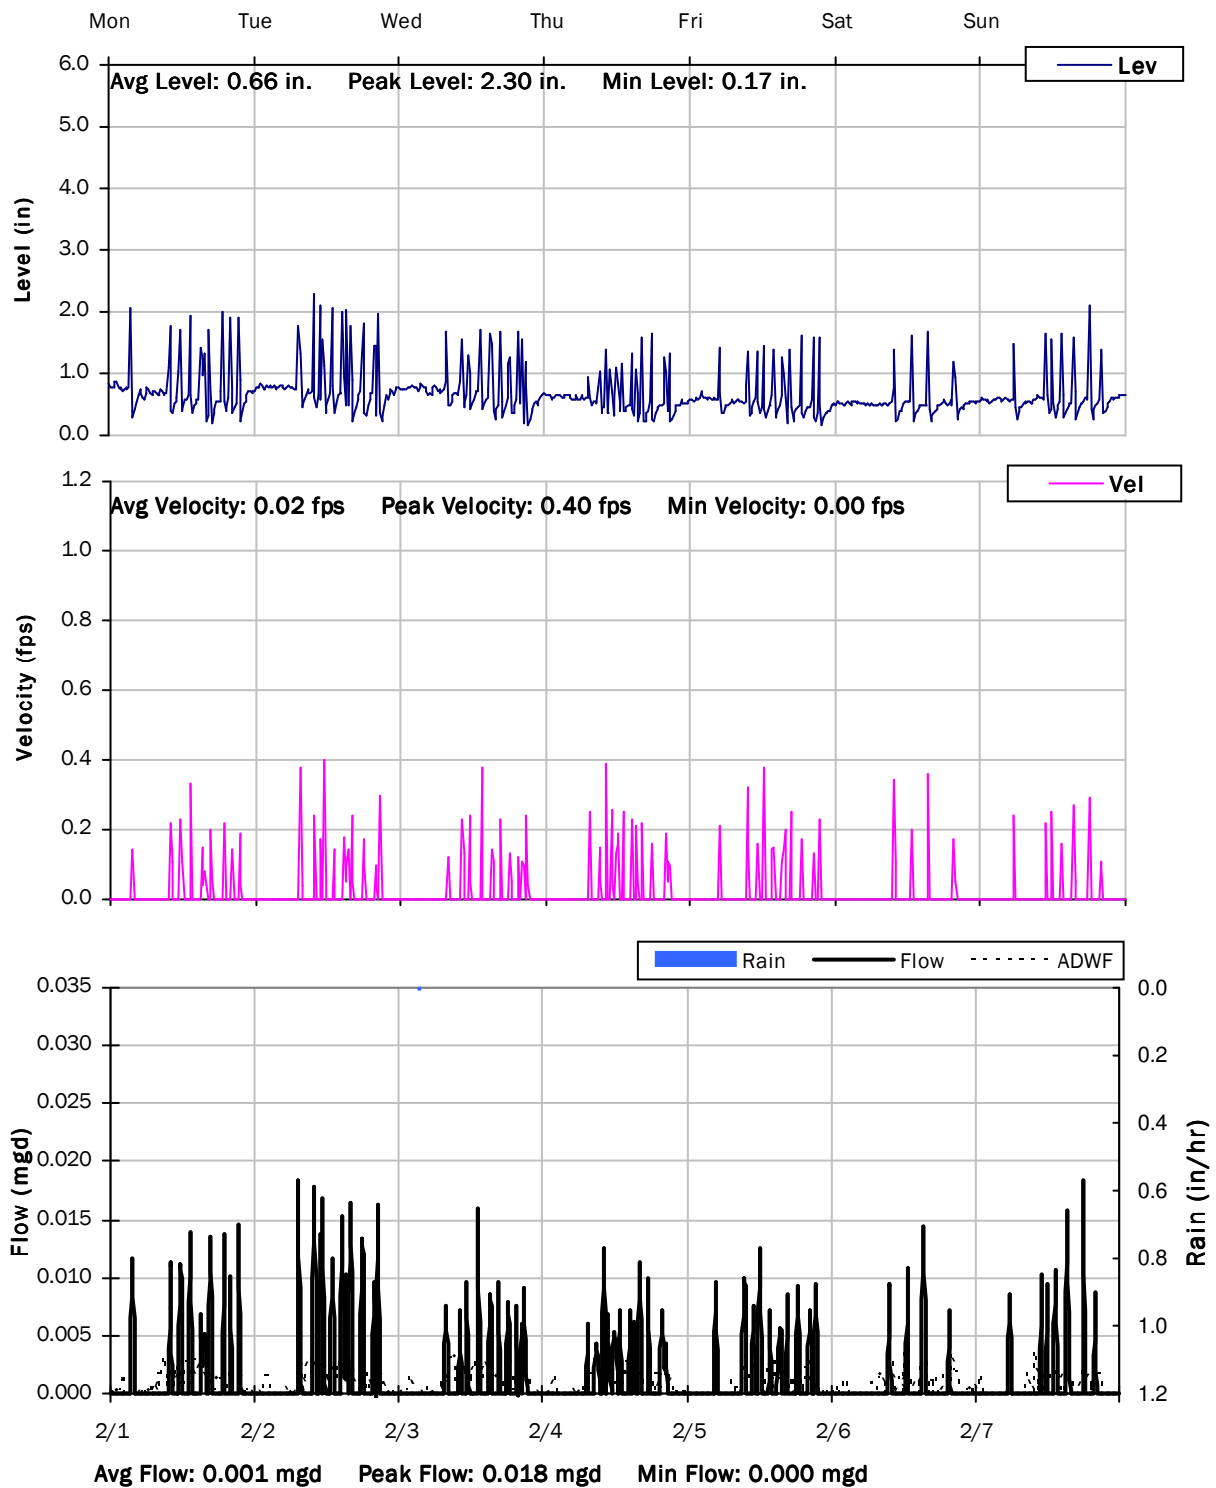 Mon Tue Wed Thu Fri Sat Sun
Lev
Avg Level: 0.66 in. Peak Level: 2.30 in. Min Level: 0.17 in.
6.0
5.0
4.0
3.0
2.0
1.0
0.0
Level (in)
Vel
Avg Velocity: 0.02 fps Peak Velocity: 0.40 fps Min Velocity: 0.00 fps
1.2
1.0
0.8
0.6
0.4
0.2
0.0
Velocity (fps)
Rain Flow ADWF
0.035
0.030
0.025
0.020
0.015
0.010
0.005
0.000
Flow (mgd)
0.0
0.2
0.4
0.6
0.8
1.0
1.2
Rain (in/hr)
2/1 2/2 2/3 2/4 2/5 2/6 2/7
Avg Flow: 0.001 mgd Peak Flow: 0.018 mgd Min Flow: 0.000 mgd